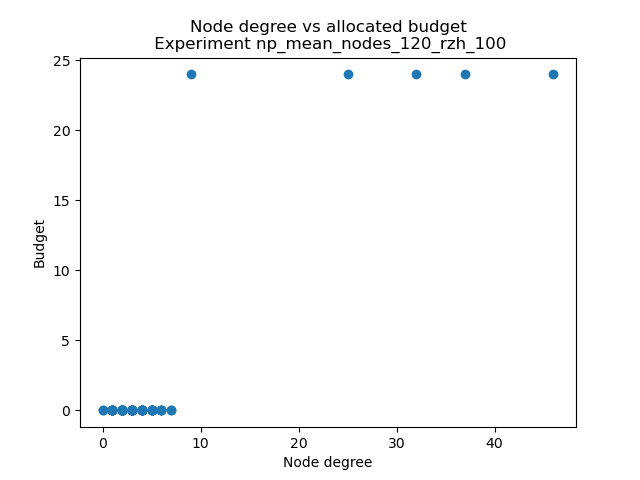 Node degree vs allocated budget
Experiment np_mean_nodes_120_rzh_100
25
20
15
10
5
0
Budget
0 10 20 30 40
Node degree